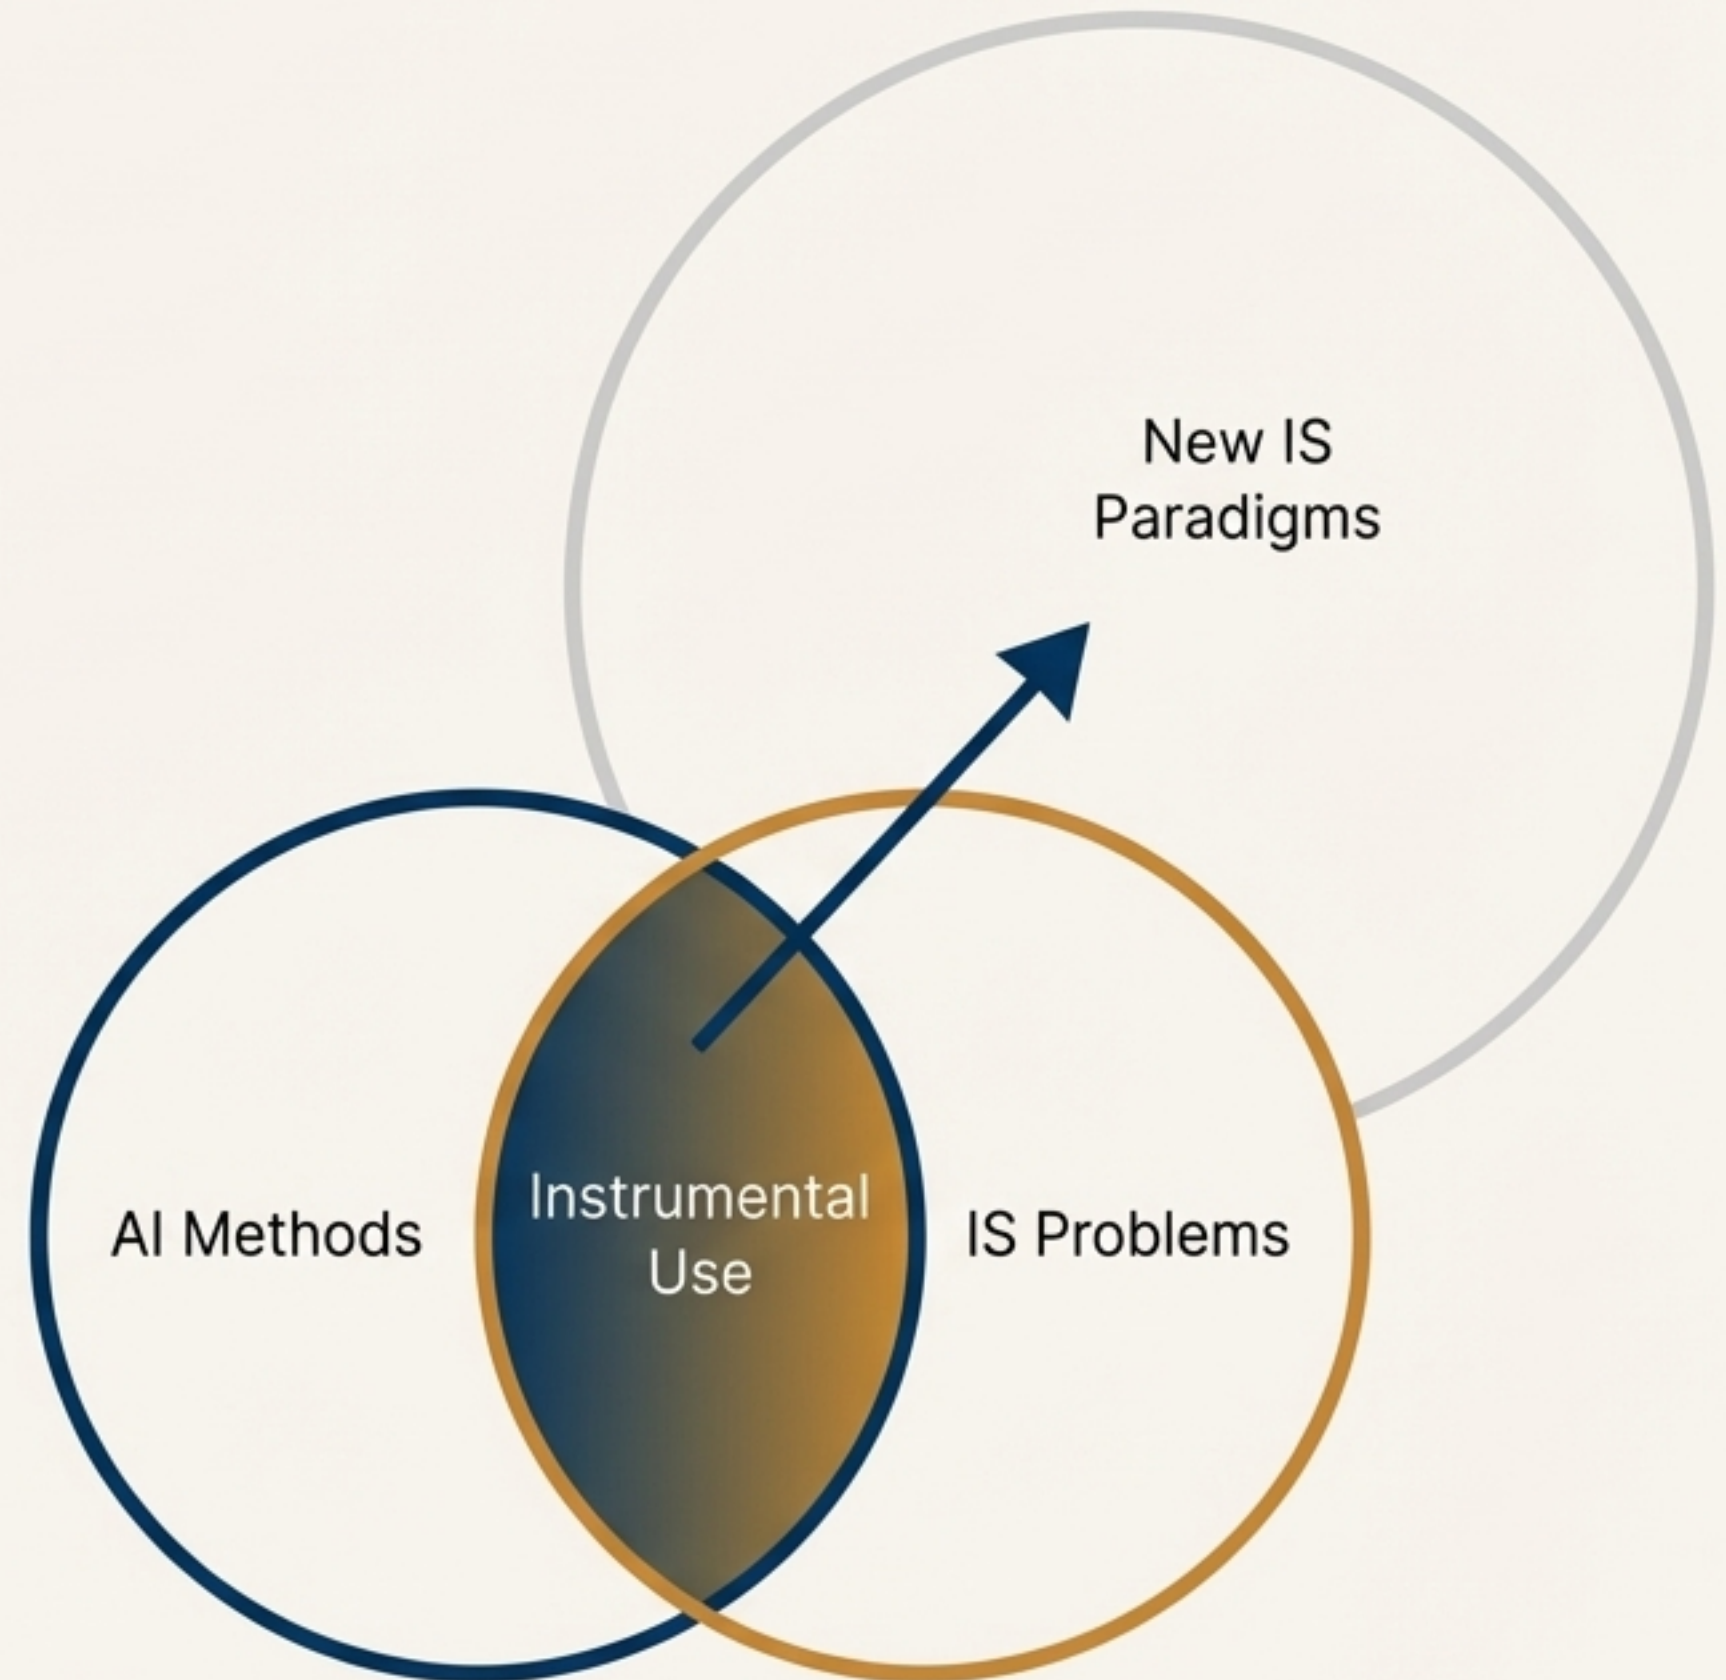 New IS
Paradigms
AI Methods
Instrumental
Use
IS Problems